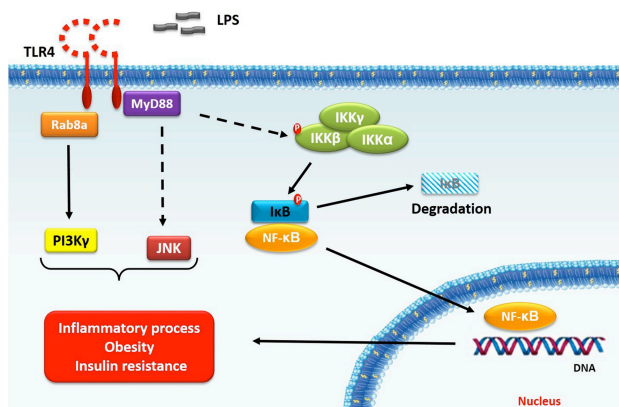 LPS
TLR4
Rab8a
MyD88
P
IKKγ
IKKβ
IKKα
PI3Kγ
JNK
P
IκB
NF-κB
IκB
Degradation
NF-κB
DNA
Nucleus
Inflammatory process
Obesity
Insulin resistance